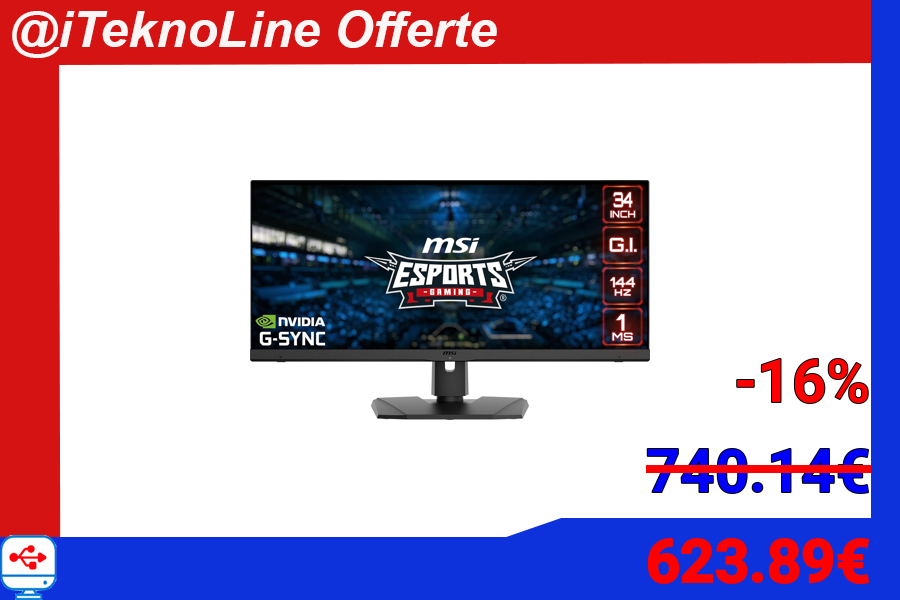 @iTeknoLine Offerte
msi
ESPORTS
-GAMING-
®
NVIDIA
G-SYNC
34
INCH
G.I.
144
HZ
1
MS
msi
-16%
740.14€
623.89€